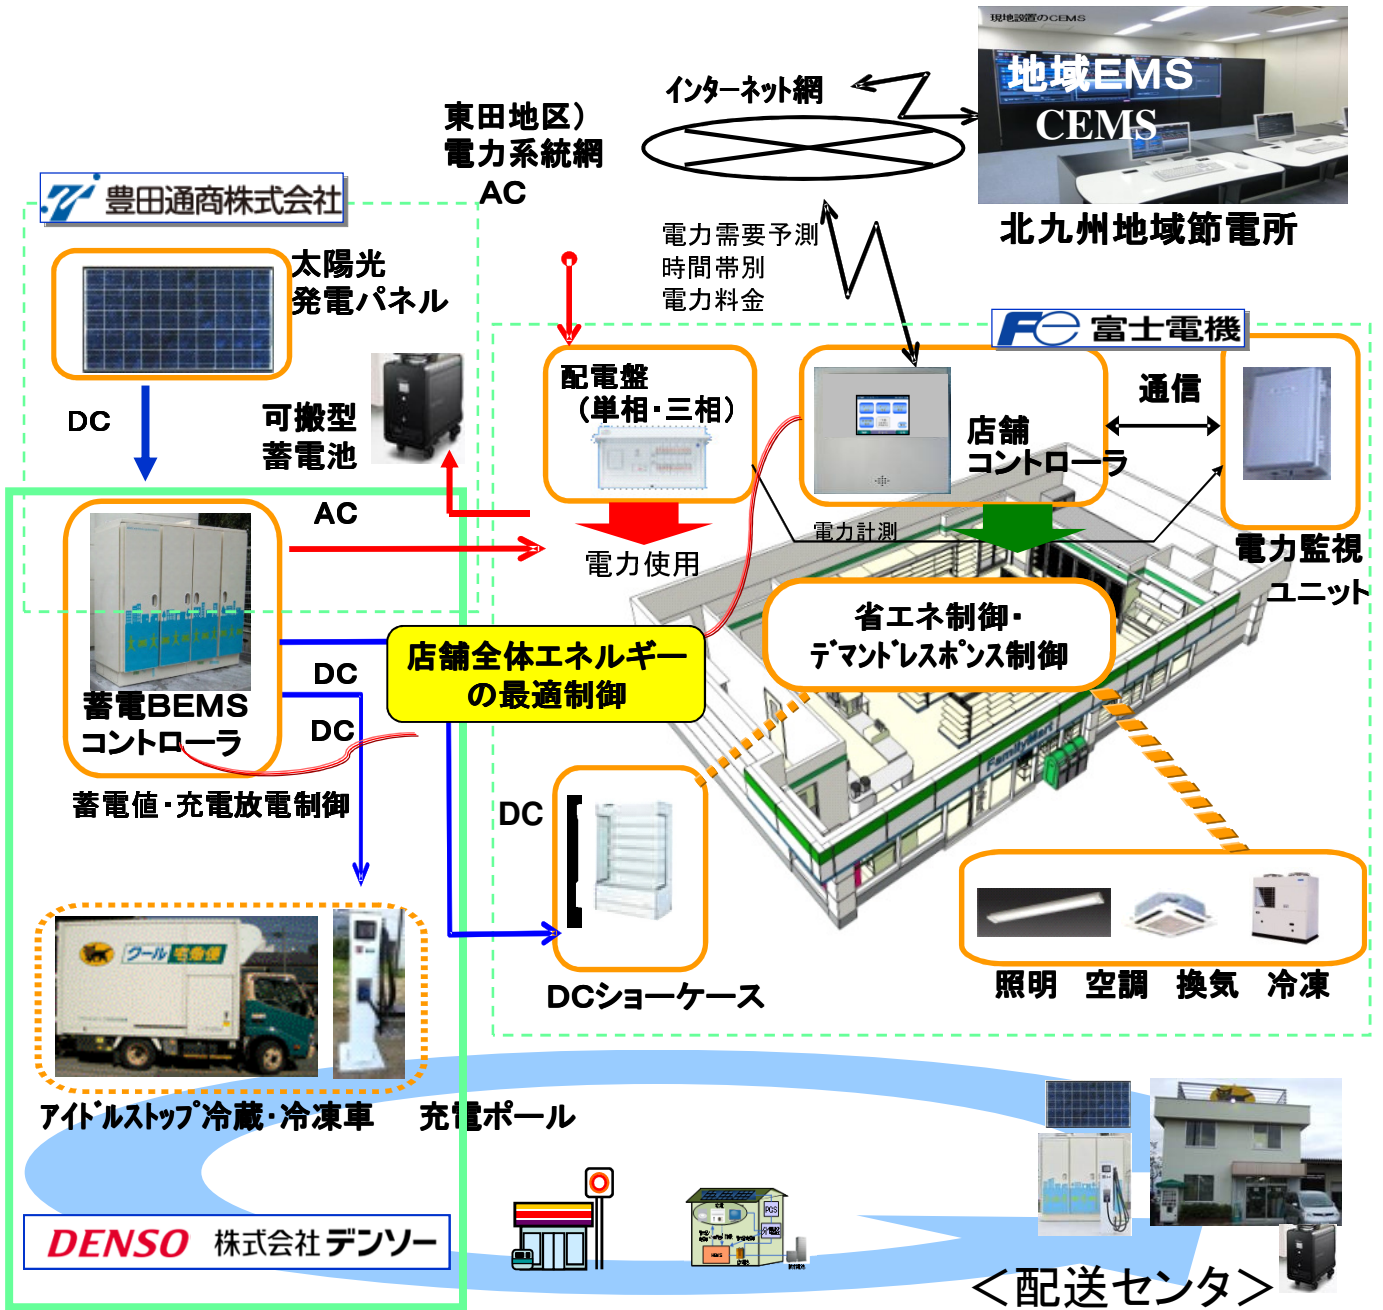 現地設置のCEMS
地域EMS
CEMS
北九州地域節電所
インターネット網
東田地区）
電力系統網
AC
豊田通商株式会社
太陽光
発電パネル
DC
可搬型
蓄電池
AC
電力需要予測
時間帯別
電力料金
Fe 富士電機
配電盤
（単相・三相）
店舗
コントローラ
通信
電力計測
電力使用
電力監視
ユニット
省エネ制御・
デマンドレスポンス制御
店舗全体エネルギー
の最適制御
蓄電BEMS
コントローラ
DC
DC
蓄電値・充電放電制御
DC
FamilyMart
DCショーケース
照明 空調 換気 冷凍
クール宅急便
アイドルストップ冷蔵・冷凍車 充電ポール
PCS
DENSO 株式会社デンソー
＜配送センタ＞